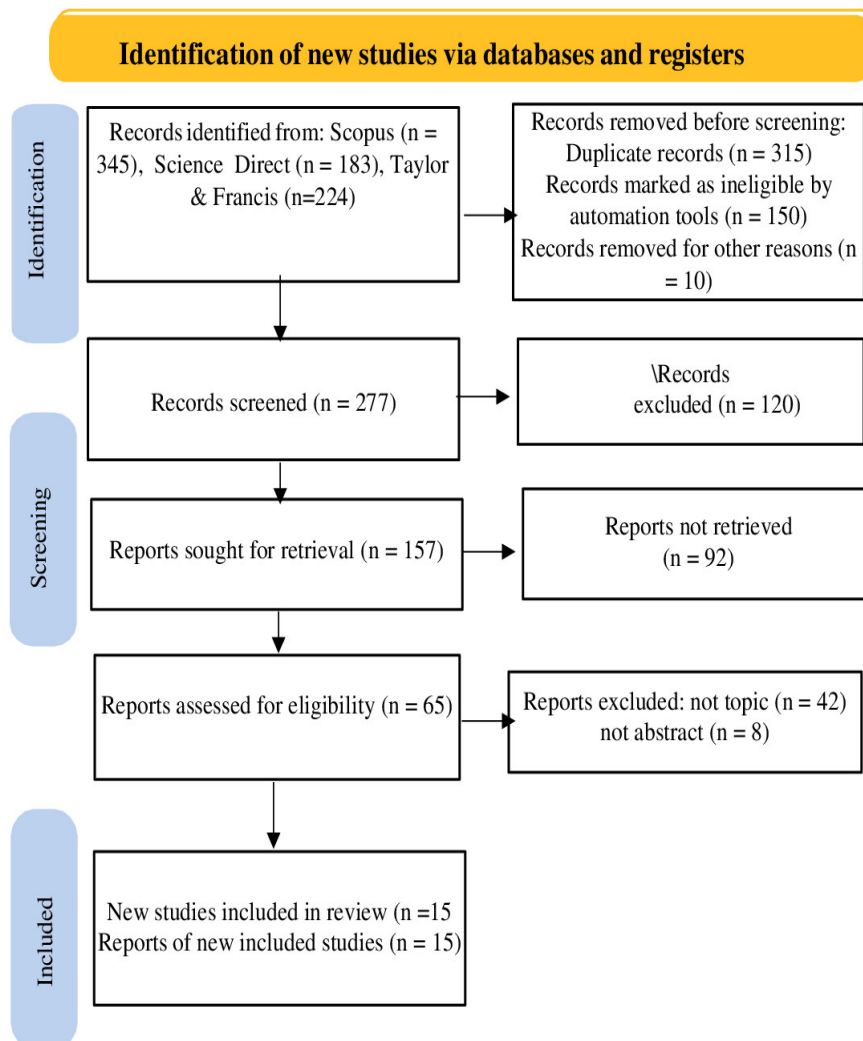 Identification of new studies via databases and registers
Identification
Records identified from: Scopus (n =
345), Science Direct (n = 183), Taylor
& Francis (n=224)
Records removed before screening:
Duplicate records (n = 315)
Records marked as ineligible by
automation tools (n = 150)
Records removed for other reasons (n
= 10)
Screening
Records screened (n = 277)
\Records
excluded (n = 120)
Reports sought for retrieval (n = 157)
Reports not retrieved
(n = 92)
Reports assessed for eligibility (n = 65)
Reports excluded: not topic (n = 42)
not abstract (n = 8)
Included
New studies included in review (n =15
Reports of new included studies (n = 15)